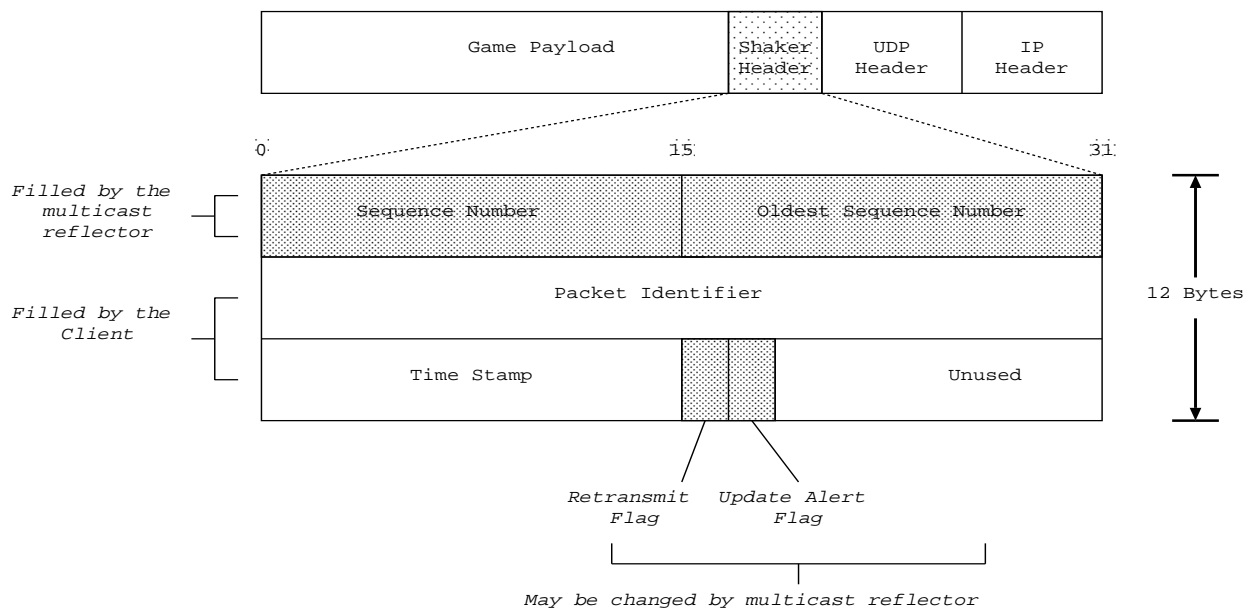 Game Payload
Shaker
Header
UDP
Header
IP
Header
0
15
31
Filled by the
multicast
reflector
Sequence Number
Oldest Sequence Number
Packet Identifier
12 Bytes
Filled by the
Client
Time Stamp
Unused
Retransmit
Flag
Update Alert
Flag
May be changed by multicast reflector